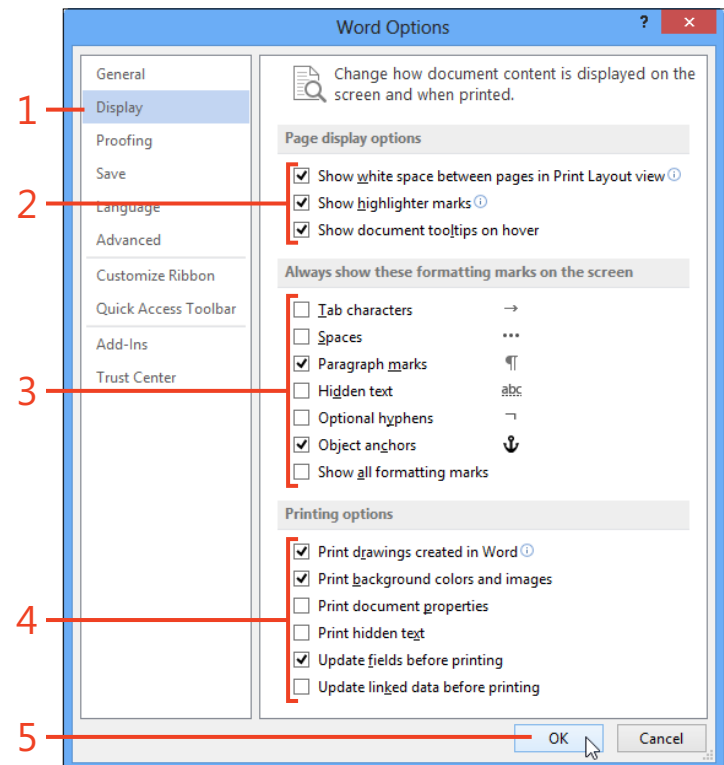 Word Options
?
×
General
Display
Proofing
Save
Language
Advanced
Customize Ribbon
Quick Access Toolbar
Add-Ins
Trust Center
Change how document content is displayed on the
screen and when printed.
Page display options
Show white space between pages in Print Layout view
Show highlighter marks
Show document tooltips on hover
Always show these formatting marks on the screen
Tab characters →
Spaces •••
Paragraph marks ¶
Hidden text abc
Optional hyphens ¬
Object anchors
Show all formatting marks
Printing options
Print drawings created in Word
Print background colors and images
Print document properties
Print hidden text
Update fields before printing
Update linked data before printing
OK
Cancel
1
2
3
4
5